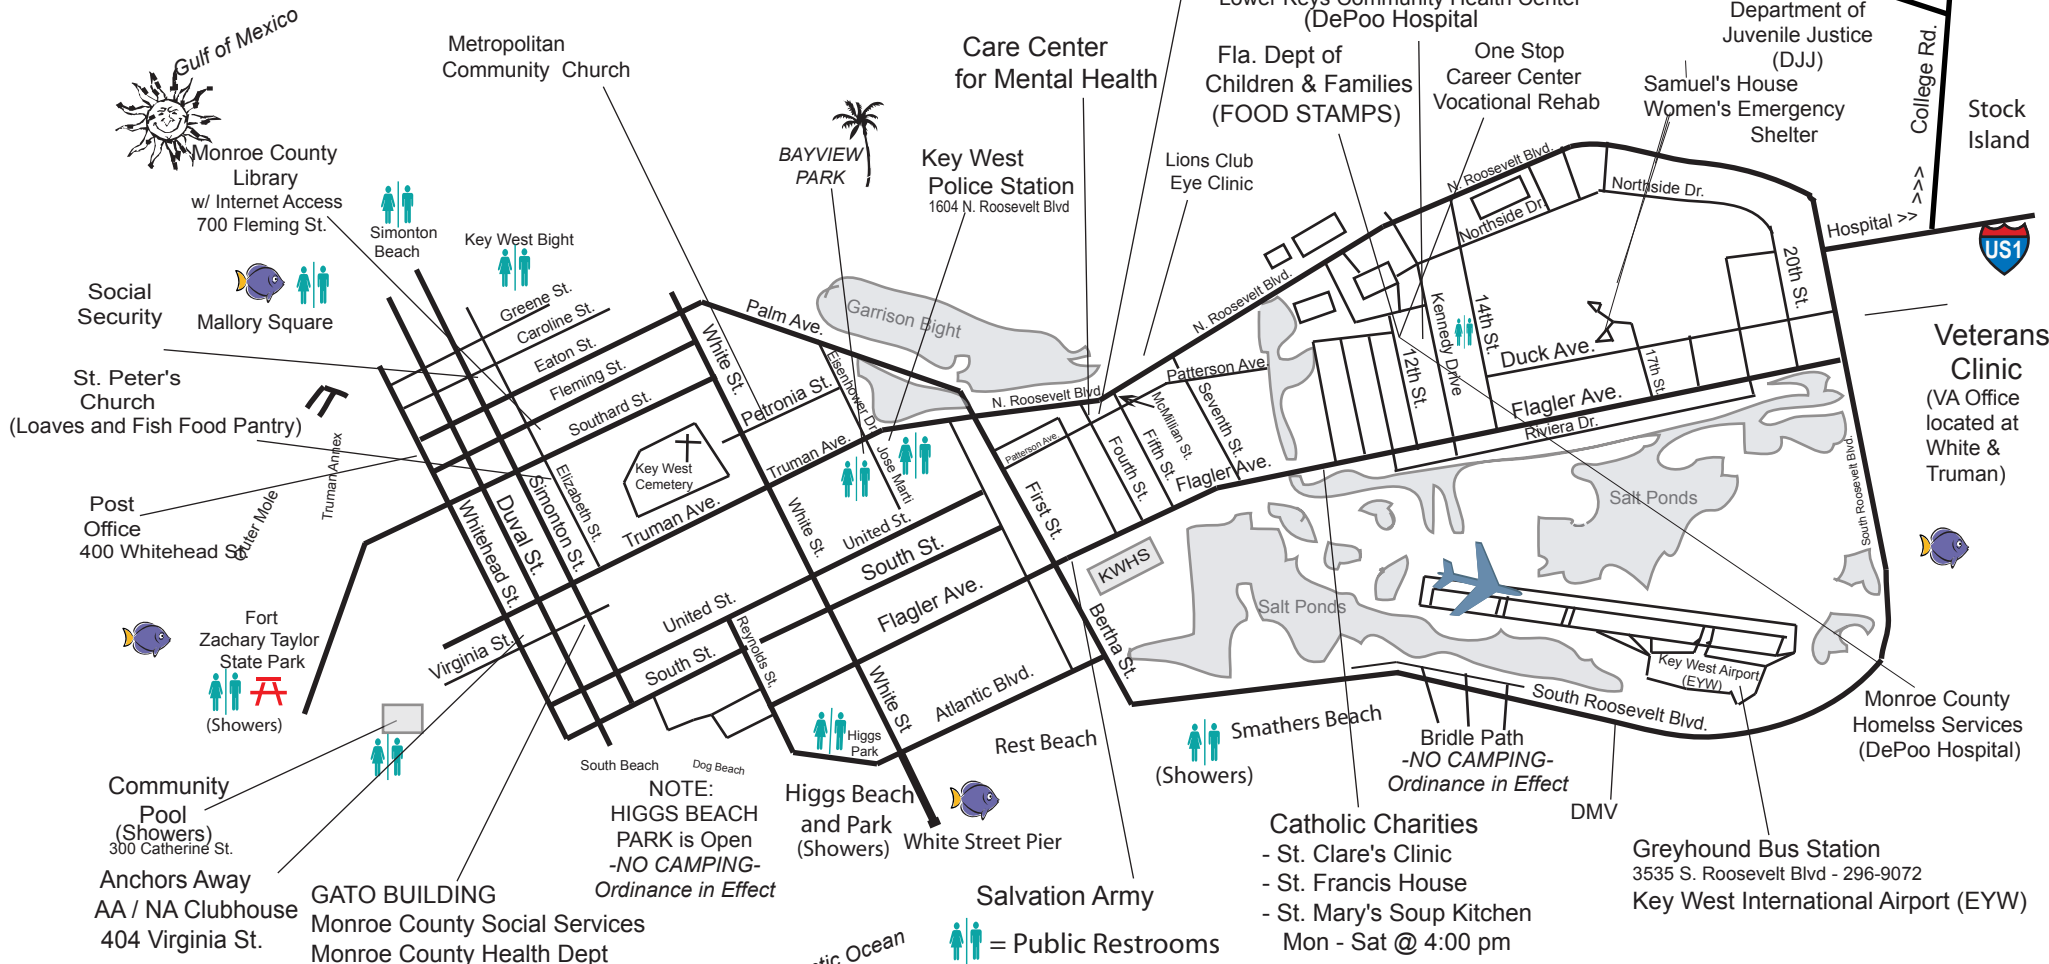 Gulf of Mexico
Metropolitan
Community Church
Care Center
for Mental Health
Lower Keys Community Health Center
(DePoo Hospital
Fla. Dept of
Children & Families
(FOOD STAMPS)
One Stop
Career Center
Vocational Rehab
Department of
Juvenile Justice
(DJJ)
Samuel's House
Women's Emergency
Shelter
College Rd.
>>>
Stock
Island
Hospital >>
US1
Monroe County
Library
w/ Internet Access
700 Fleming St.
Simonton
Beach
Key West Bight
BAYVIEW
PARK
Key West
Police Station
1604 N. Roosevelt Blvd
Lions Club
Eye Clinic
Mallory Square
Social
Security
St. Peter's
Church
(Loaves and Fish Food Pantry)
Post
Office
400 Whitehead St.
Outer Mole
Truman Annex
Fort
Zachary Taylor
State Park
(Showers)
Community
Pool
(Showers)
300 Catherine St.
Anchors Away
AA / NA Clubhouse
404 Virginia St.
GATO BUILDING
Monroe County Social Services
Monroe County Health Dept
Greene St.
Caroline St.
Eaton St.
Fleming St.
Southard St.
Key West
Cemetery
Elizabeth St.
Simonton St.
Duval St.
Whitehead St.
Truman Ave.
Virginia St.
United St.
South St.
Reynolds St.
White St.
Petronia St.
Truman Ave.
Palm Ave.
Eisenhower Dr.
Jose Marti
White St.
United St.
South St.
Flagler Ave.
White St
Atlantic Blvd.
Garrison Bight
N. Roosevelt Blvd
Patterson Ave
First St.
Fourth St.
Fifth St.
McMillian St.
Seventh St.
Patterson Ave.
Flagler Ave.
N. Roosevelt Blvd.
N. Roosevelt Blvd.
Northside Dr.
Northside Dr.
12th St.
Kennedy Drive
14th St.
Duck Ave.
17th St.
20th St.
Flagler Ave.
Riviera Dr.
Salt Ponds
Salt Ponds
South Roosevelt Blvd.
KWHS
Bertha St.
Key West Airport
(EYW)
South Roosevelt Blvd.
Veterans
Clinic
(VA Office
located at
White &
Truman)
Monroe County
Homelss Services
(DePoo Hospital)
South Beach
Dog Beach
NOTE:
HIGGS BEACH
PARK is Open
-NO CAMPING-
Ordinance in Effect
Higgs
Park
Higgs Beach
and Park
(Showers)
White Street Pier
Rest Beach
Smathers Beach
(Showers)
Bridle Path
-NO CAMPING-
Ordinance in Effect
DMV
Salvation Army
= Public Restrooms
Catholic Charities
- St. Clare's Clinic
- St. Francis House
- St. Mary's Soup Kitchen
Mon - Sat @ 4:00 pm
Greyhound Bus Station
3535 S. Roosevelt Blvd - 296-9072
Key West International Airport (EYW)
Ocean